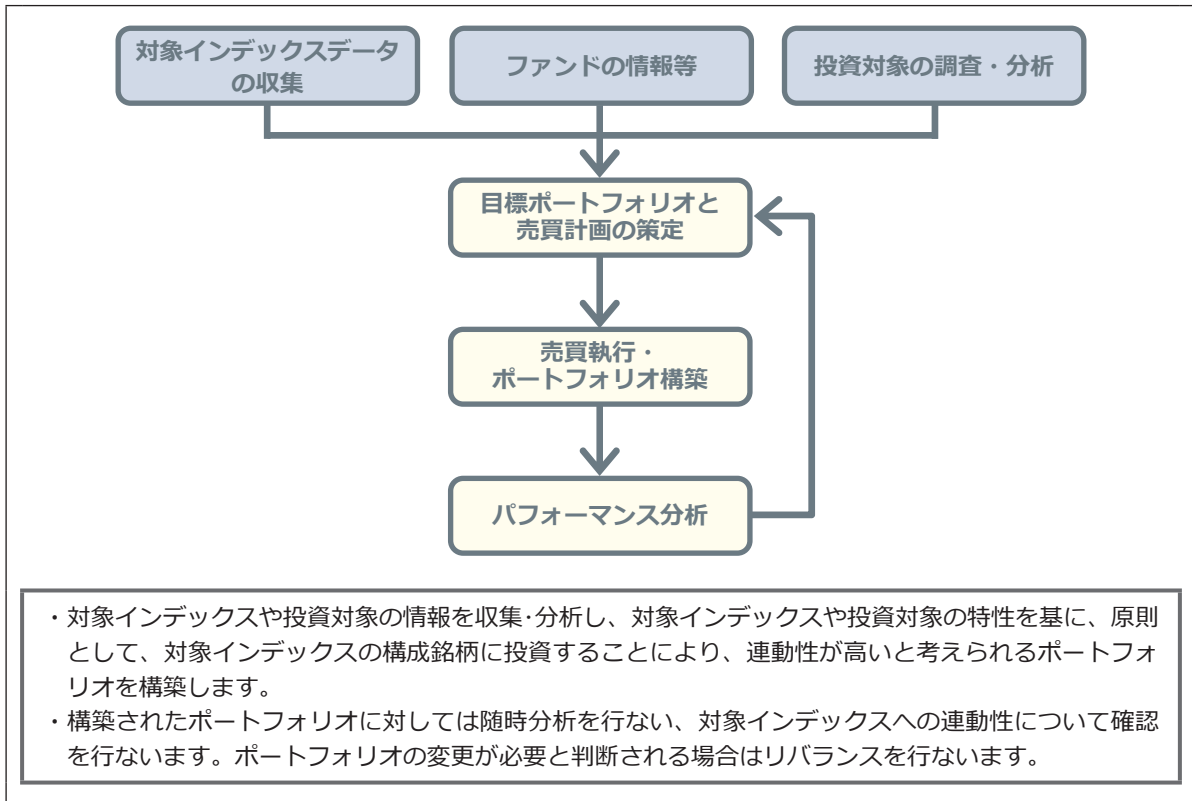 対象インデックスデータ
の収集
ファンドの情報等
投資対象の調査・分析
目標ポートフォリオと
売買計画の策定
売買執行・
ポートフォリオ構築
パフォーマンス分析
・対象インデックスや投資対象の情報を収集･分析し、対象インデックスや投資対象の特性を基に、原則
として、対象インデックスの構成銘柄に投資することにより、連動性が高いと考えられるポートフォ
リオを構築します。
・構築されたポートフォリオに対しては随時分析を行ない、対象インデックスへの連動性について確認
を行ないます。ポートフォリオの変更が必要と判断される場合はリバランスを行ないます。